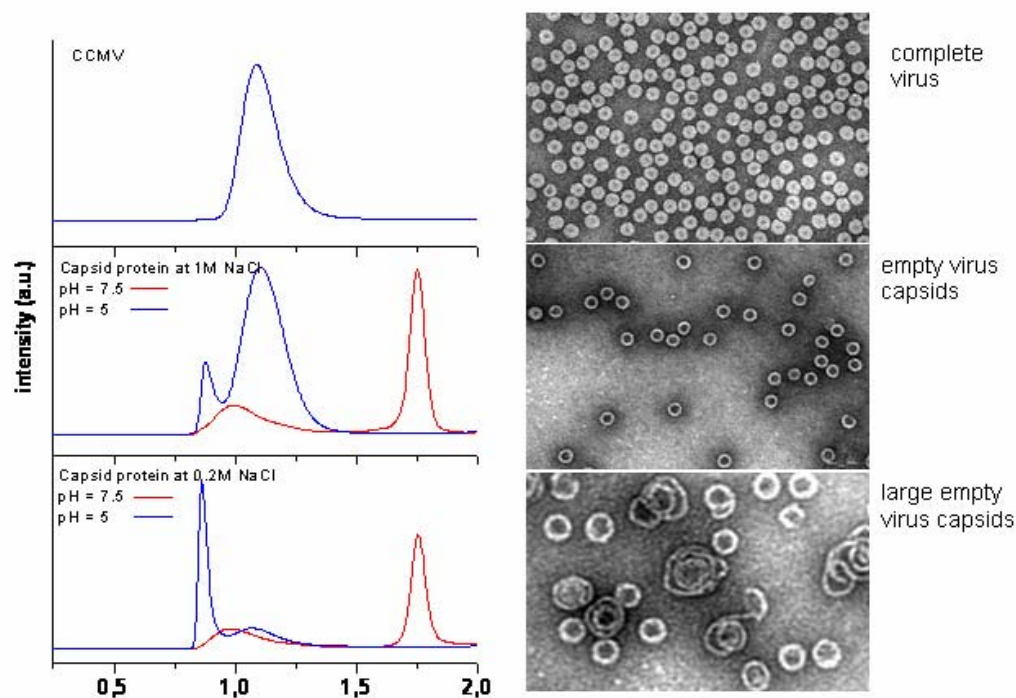 CCMV
complete
virus
Capsid protein at 1M NaCl
pH = 7.5
pH = 5
empty virus
capsids
intensity (a.u.)
Capsid protein at 0,2M NaCl
pH = 7.5
pH = 5
large empty
virus capsids
0,5 1,0 1,5 2,0